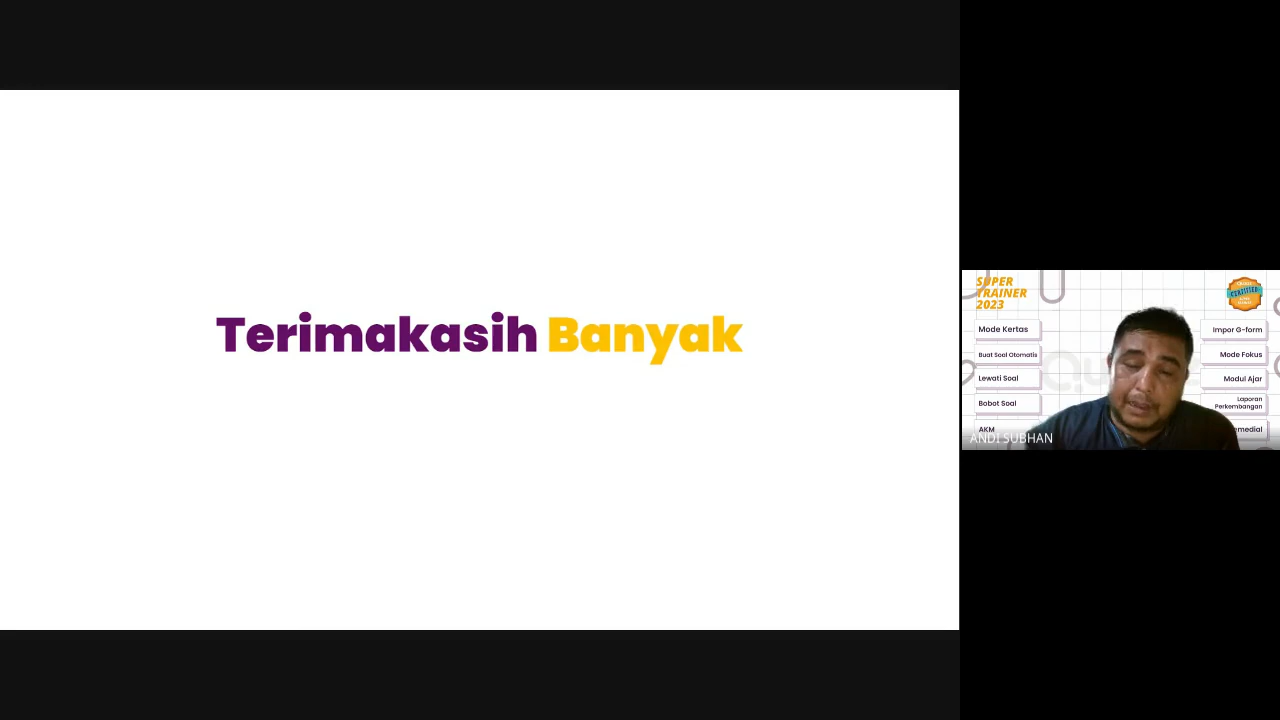 Terimakasih Banyak
SUPER
TRAINER
2023
Mode Kertas
Buat Soal Otomatis
Lewati Soal
Bobot Soal
AKM
Impor G-form
Mode Fokus
Modul Ajar
Laporan
Perkembangan
ANDI SUBHAN